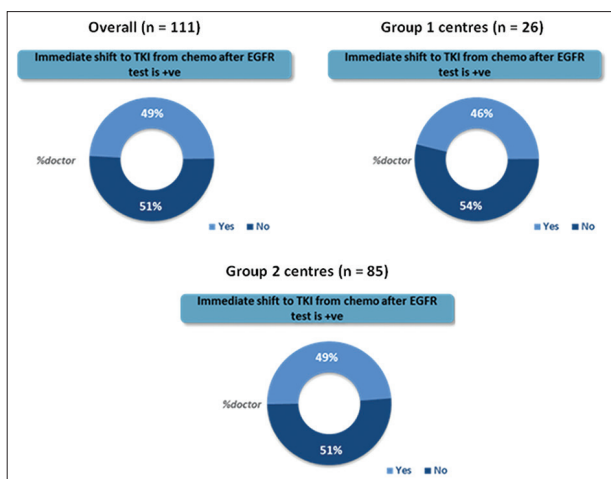 Overall (n = 111)
Immediate shift to TKI from chemo after EGFR
test is +ve
49%
%doctor
51%
Yes No
Group 1 centres (n = 26)
Immediate shift to TKI from chemo after EGFR
test is +ve
46%
%doctor
54%
Yes No
Group 2 centres (n = 85)
Immediate shift to TKI from chemo after EGFR
test is +ve
49%
%doctor
51%
Yes No